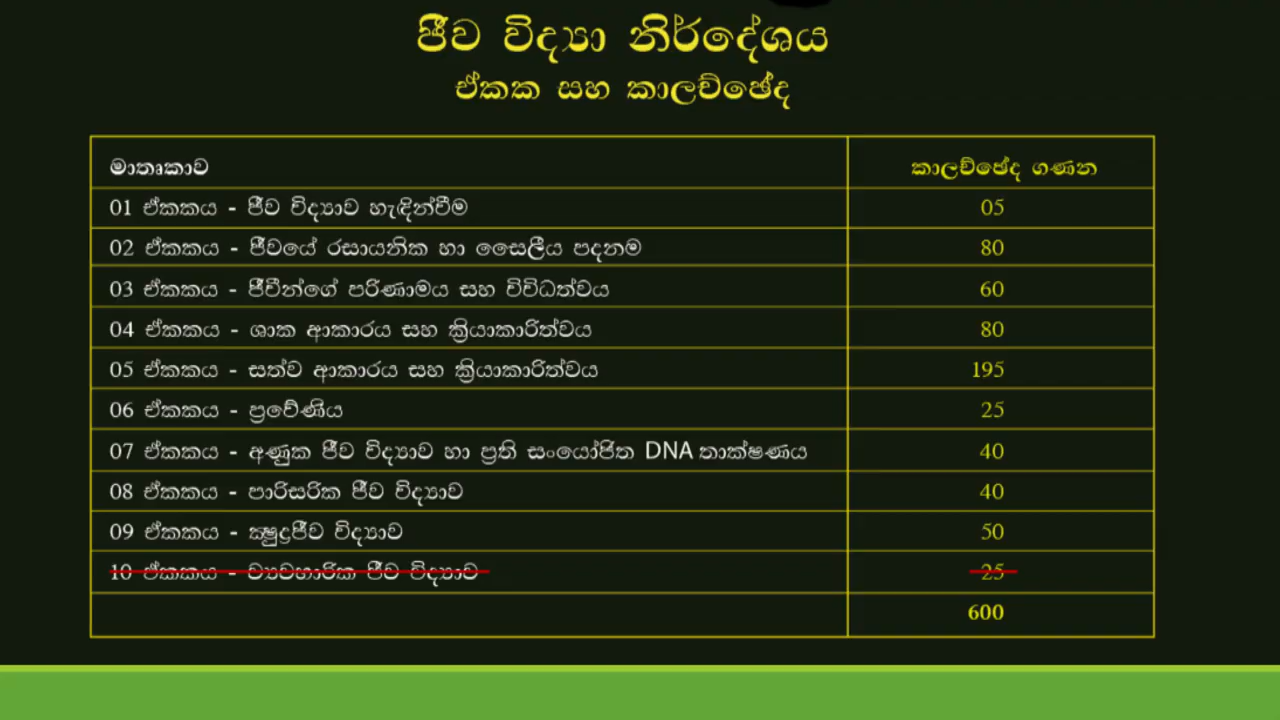 ජීව විද්‍යා නිර්දේශය
ඒකක සහ කාලච්ඡේද
මාතෘකාව කාලච්ඡේද ගණන
01 ඒකකය - ජීව විද්‍යාව හැඳින්වීම 05
02 ඒකකය - ජීවයේ රසායනික හා සෛලීය පදනම 80
03 ඒකකය - ජීවීන්ගේ පරිණාමය සහ විවිධත්වය 60
04 ඒකකය - ශාක ආකාරය සහ ක්‍රියාකාරිත්වය 80
05 ඒකකය - සත්ව ආකාරය සහ ක්‍රියාකාරිත්වය 195
06 ඒකකය - ප්‍රවේණිය 25
07 ඒකකය - අණුක ජීව විද්‍යාව හා ප්‍රති සංයෝජිත DNA තාක්ෂණය 40
08 ඒකකය - පාරිසරික ජීව විද්‍යාව 40
09 ඒකකය - ක්‍ෂුද්‍රජීව විද්‍යාව 50
10 ඒකකය - ව්‍යවහාරික ජීව විද්‍යාව 25
600